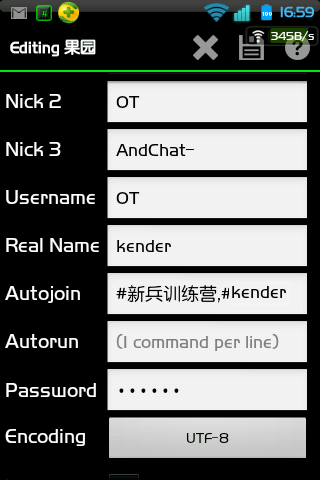 16:59
Editing 果园
345B/s
Nick 2 OT
Nick 3 AndChat-
Username OT
Real Name kender
Autojoin #新兵训练营,#kender
Autorun (1 command per line)
Password ••••••
Encoding UTF-8